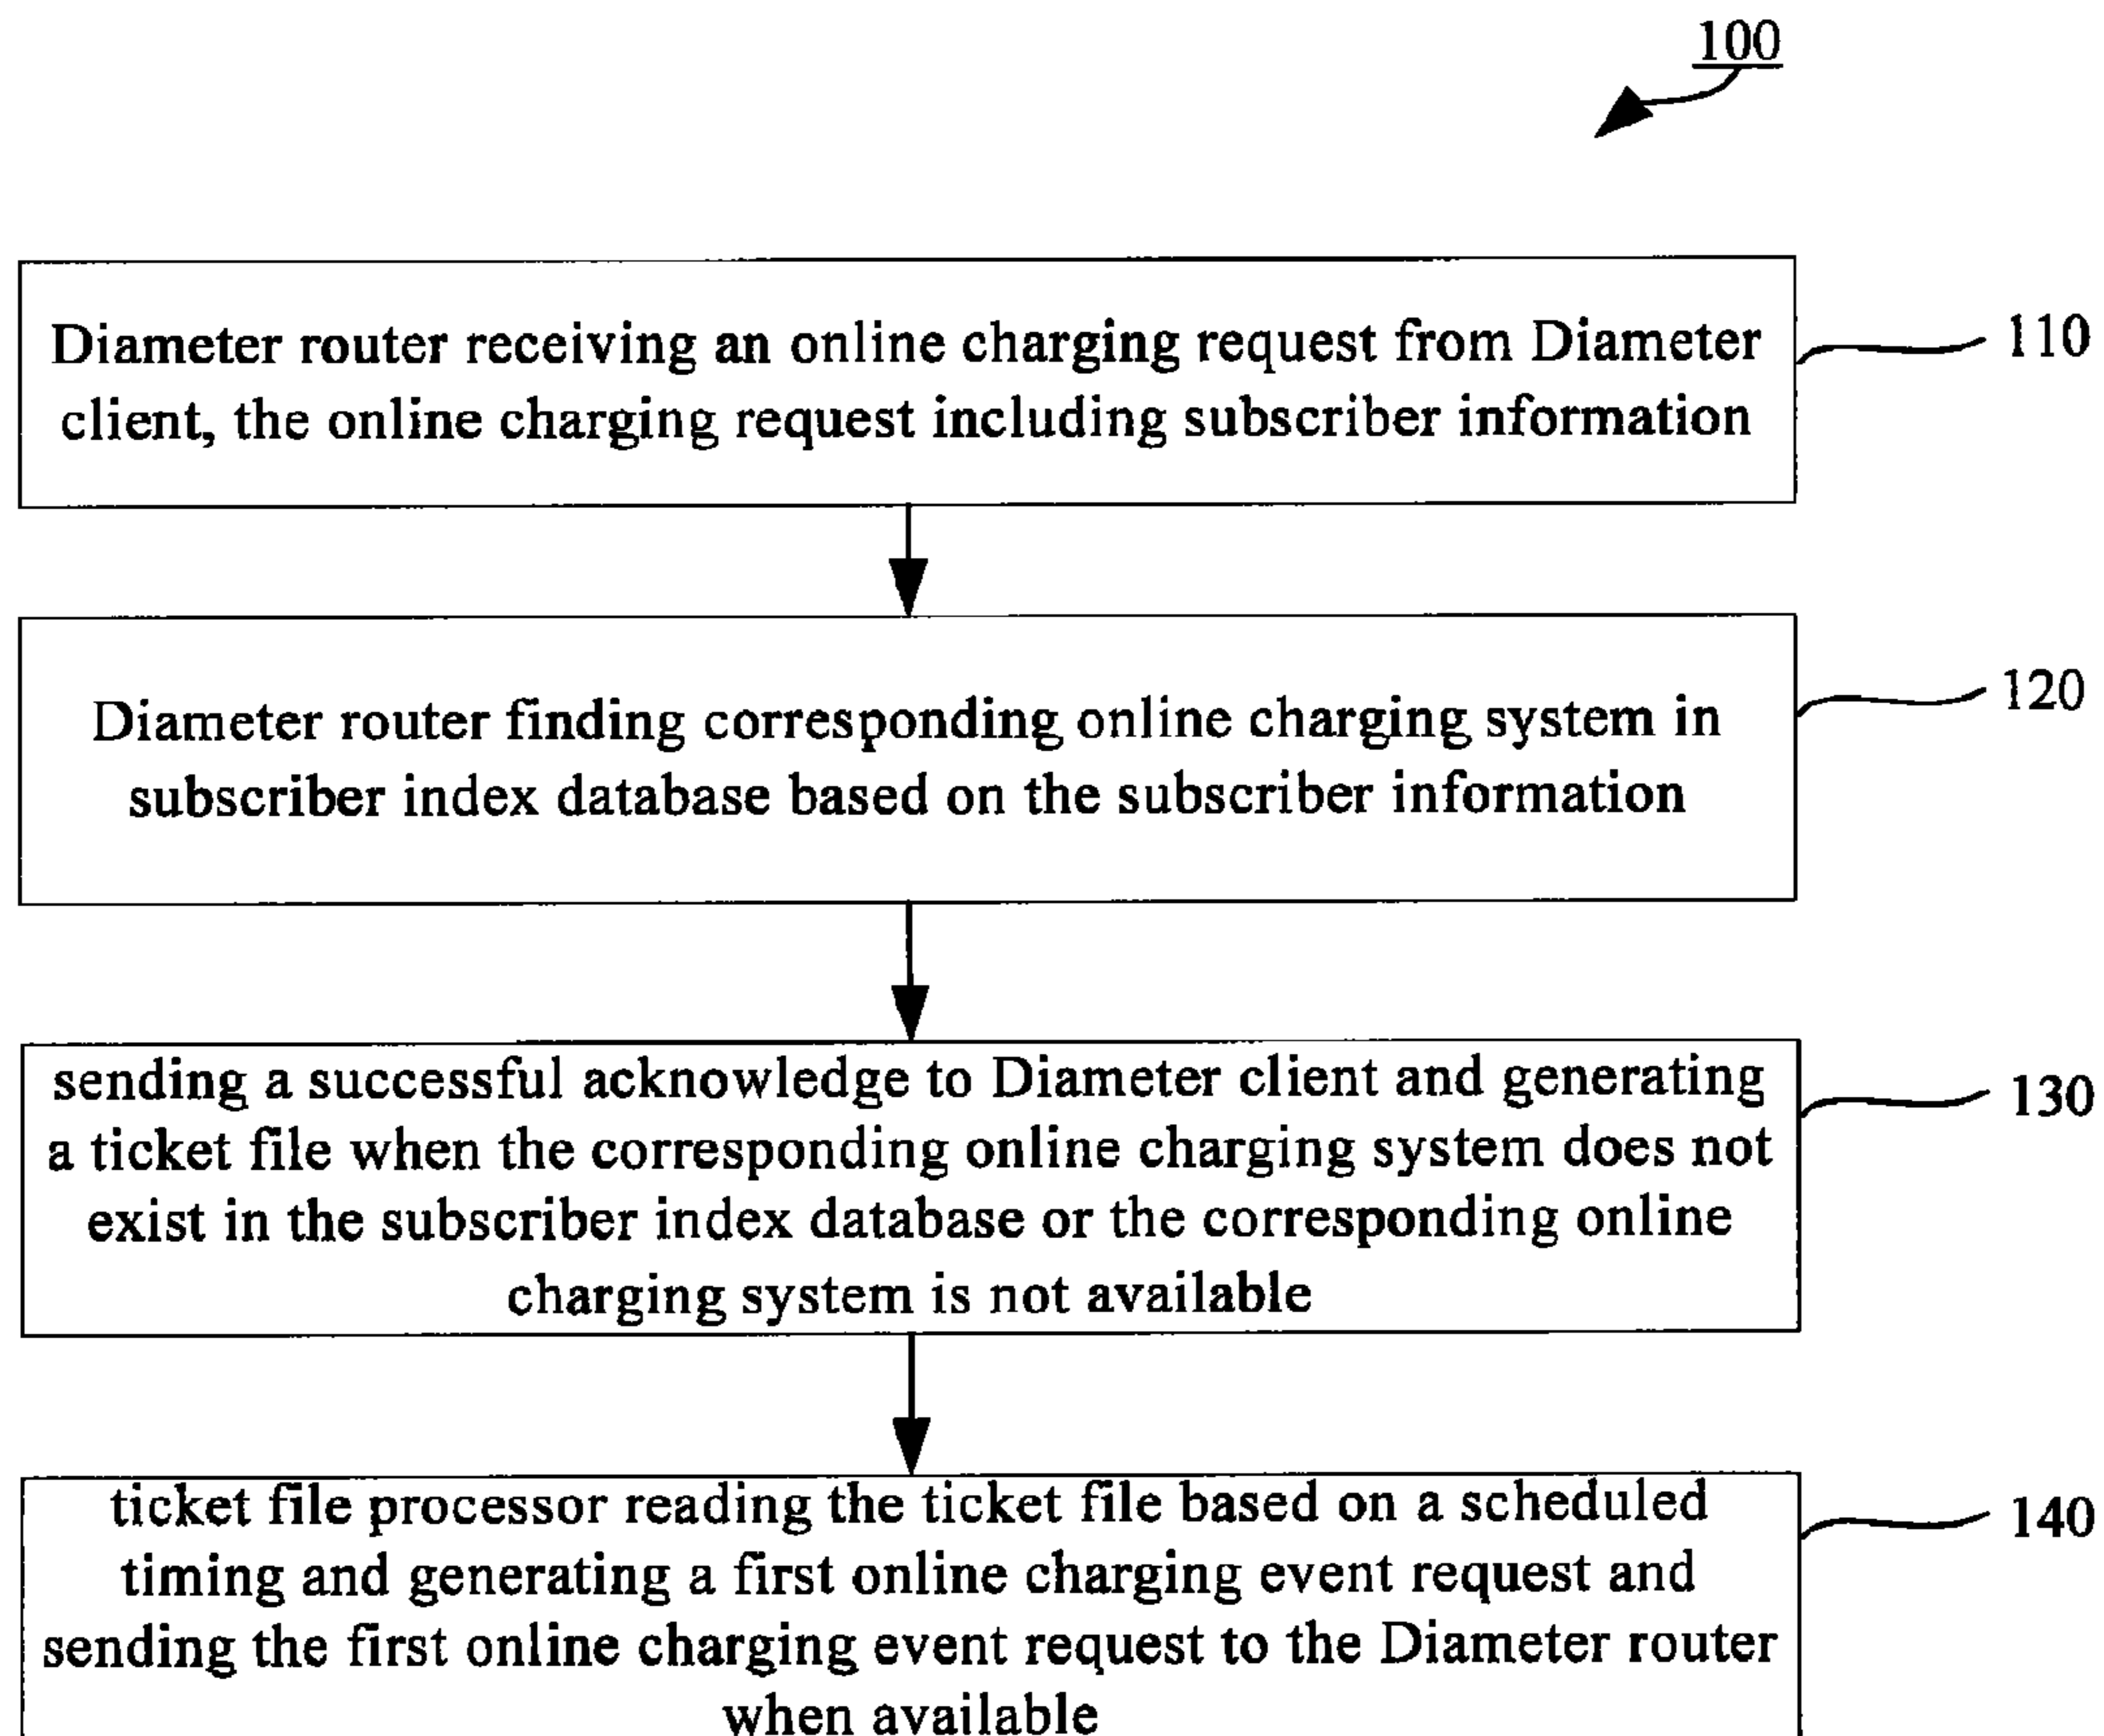 100
Diameter router receiving an online charging request from Diameter
client, the online charging request including subscriber information
110
Diameter router finding corresponding online charging system in
subscriber index database based on the subscriber information
120
sending a successful acknowledge to Diameter client and generating
a ticket file when the corresponding online charging system does not
exist in the subscriber index database or the corresponding online
charging system is not available
130
ticket file processor reading the ticket file based on a scheduled
timing and generating a first online charging event request and
sending the first online charging event request to the Diameter router
when available
140